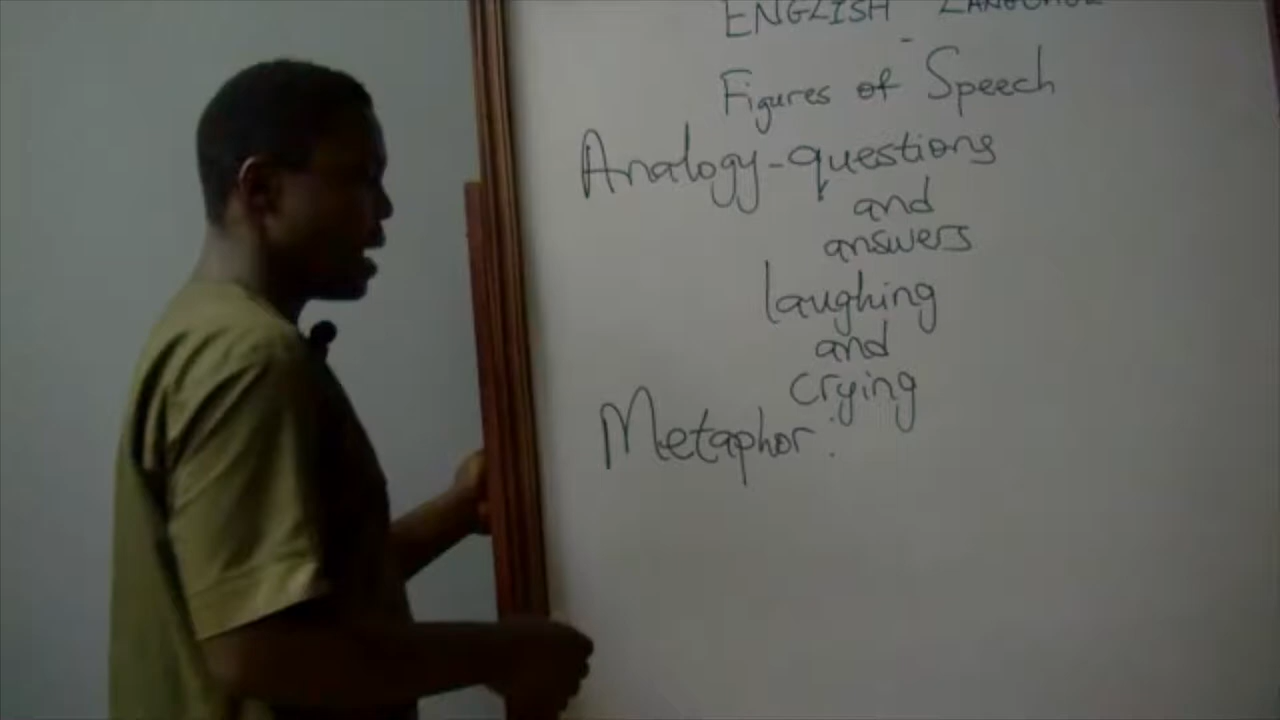 ENGLISH LANGUAGE
Figures of Speech
Analogy-questions
and
answers
laughing
and
crying
Metaphor: